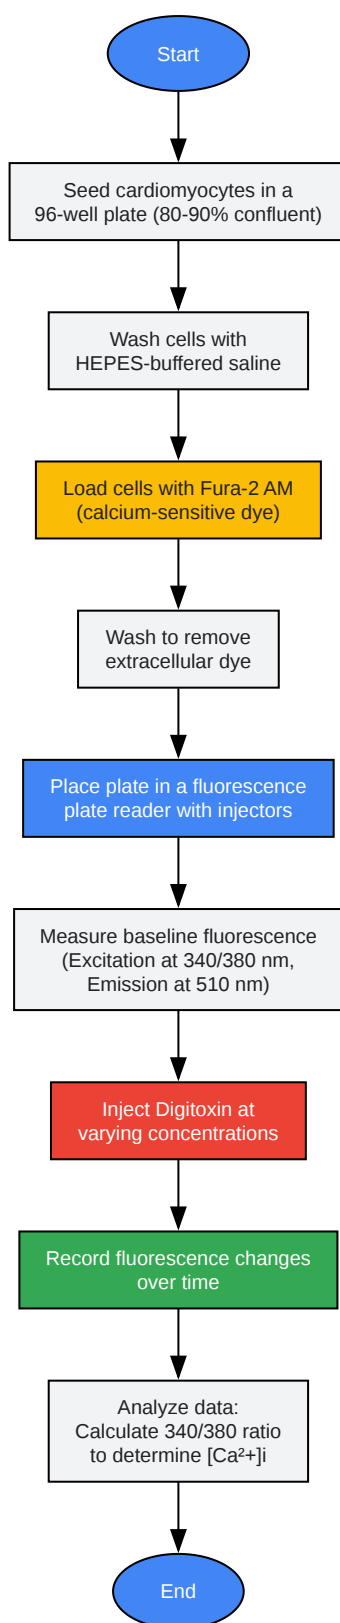 Start
Seed cardiomyocytes in a
96-well plate (80-90% confluent)
Wash cells with
HEPES-buffered saline
Load cells with Fura-2 AM
(calcium-sensitive dye)
Wash to remove
extracellular dye
Place plate in a fluorescence
plate reader with injectors
Measure baseline fluorescence
(Excitation at 340/380 nm,
Emission at 510 nm)
Inject Digitoxin at
varying concentrations
Record fluorescence changes
over time
Analyze data:
Calculate 340/380 ratio
to determine [Ca²+]i
End